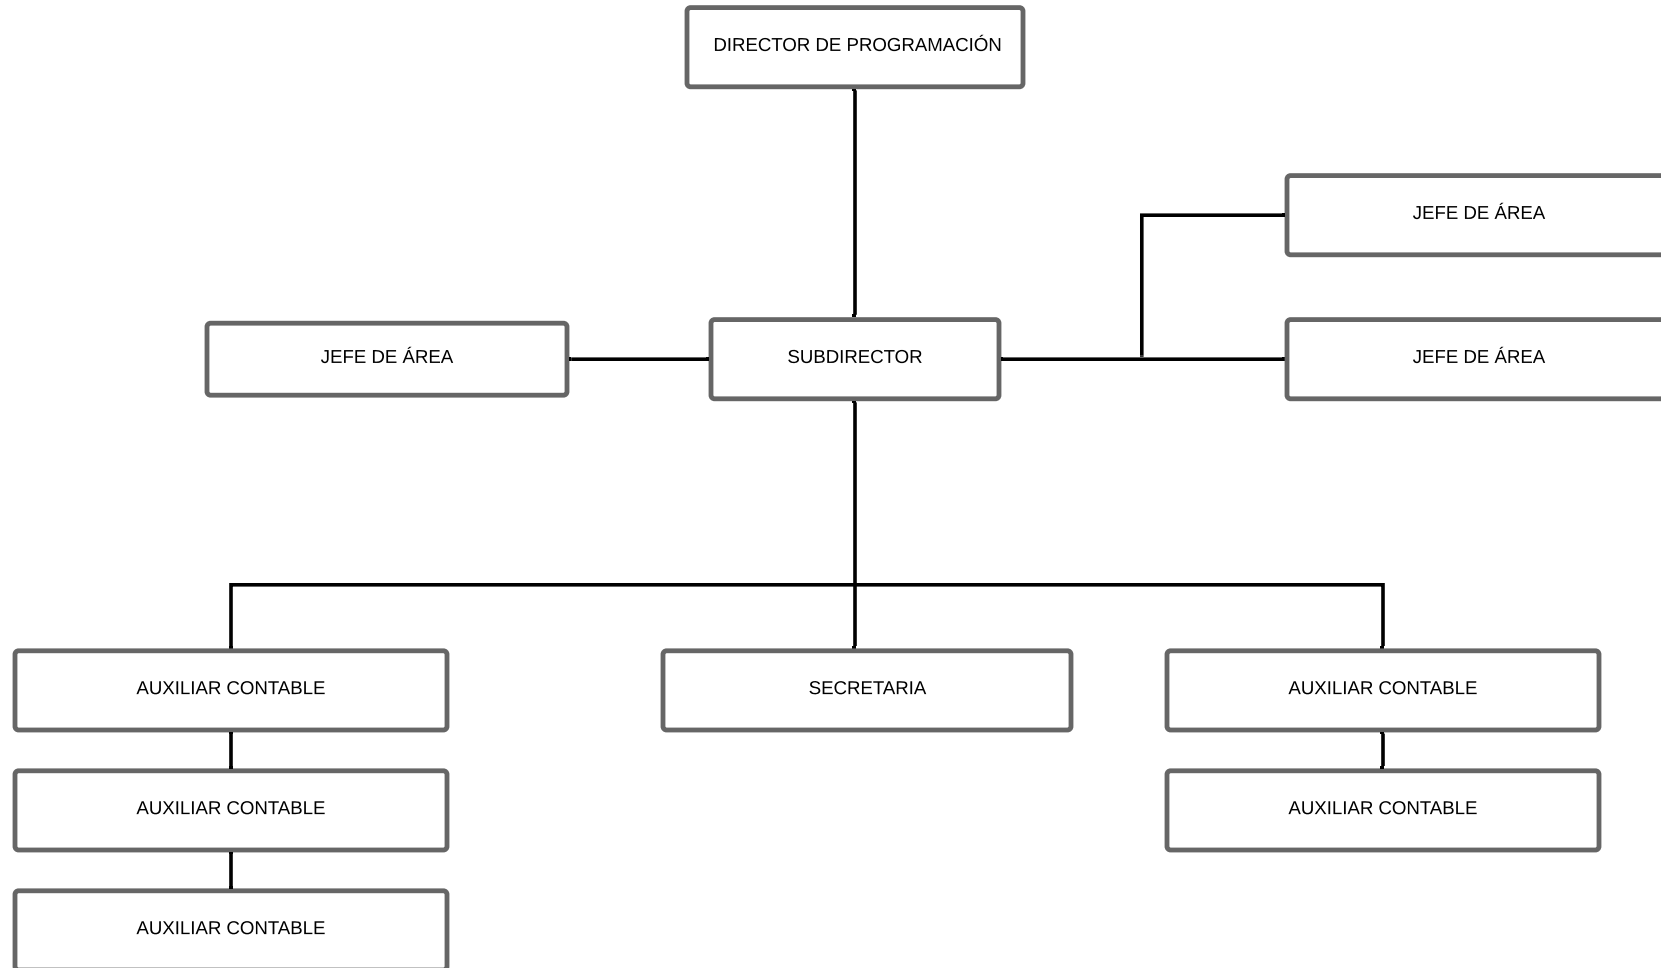 DIRECTOR DE PROGRAMACIÓN
JEFE DE ÁREA
JEFE DE ÁREA
SUBDIRECTOR
JEFE DE ÁREA
AUXILIAR CONTABLE
SECRETARIA
AUXILIAR CONTABLE
AUXILIAR CONTABLE
AUXILIAR CONTABLE
AUXILIAR CONTABLE